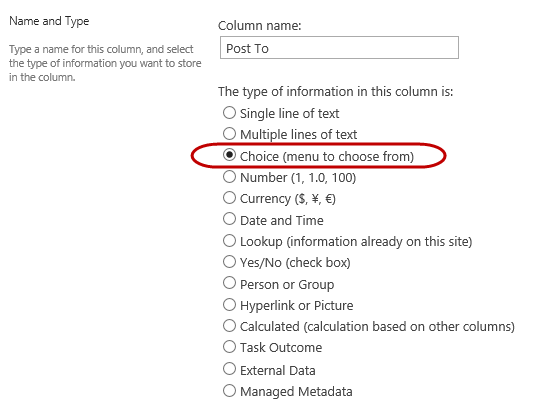 Name and Type
Type a name for this column, and select
the type of information you want to store
in the column.
Column name:
Post To
The type of information in this column is:
Single line of text
Multiple lines of text
Choice (menu to choose from)
Number (1, 1.0, 100)
Currency ($, ¥, €)
Date and Time
Lookup (information already on this site)
Yes/No (check box)
Person or Group
Hyperlink or Picture
Calculated (calculation based on other columns)
Task Outcome
External Data
Managed Metadata